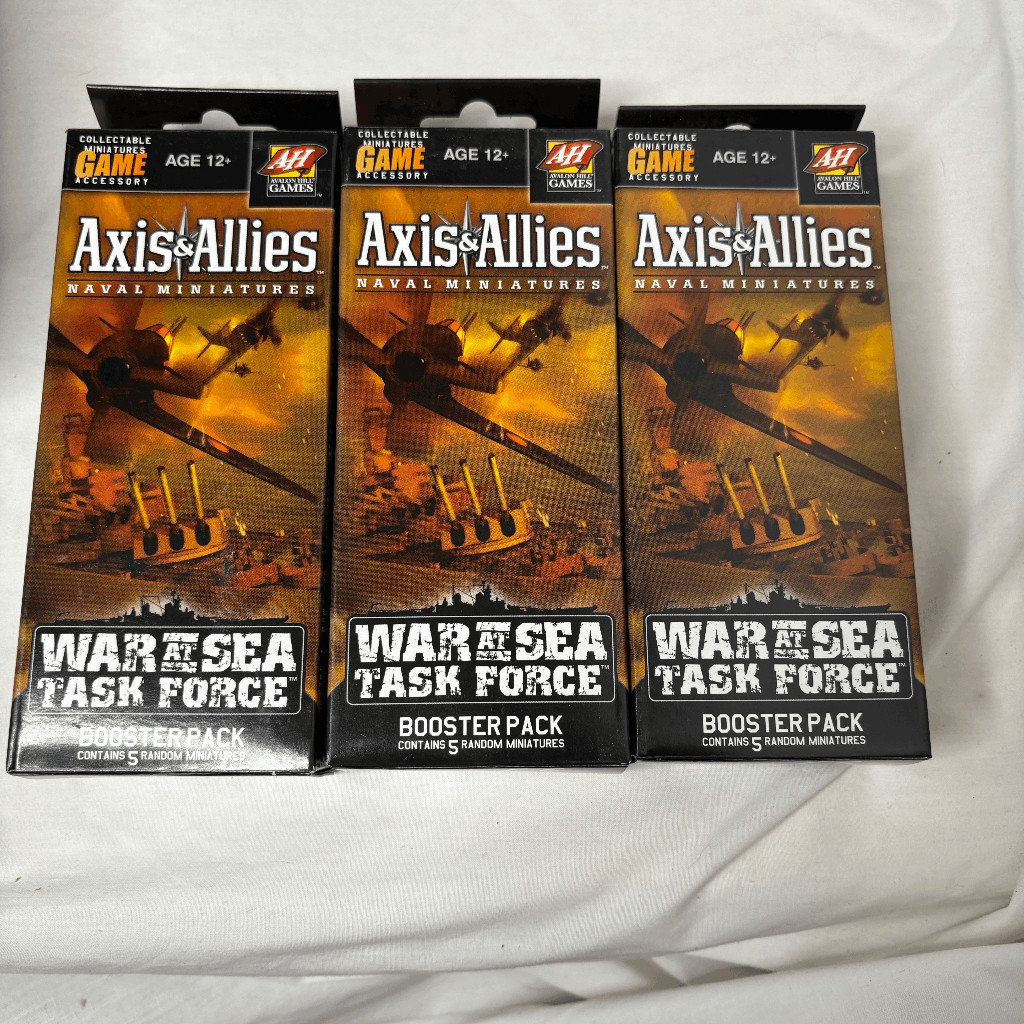 COLLECTABLE
MINIATURES
GAME
ACCESSORY
AGE 12+
AH
AVALON HILL
GAMES
Axis & Allies
NAVAL MINIATURES
WAR AT SEA
TASK FORCE™
BOOSTER PACK
CONTAINS 5 RANDOM MINIATURES
COLLECTABLE
MINIATURES
GAME
ACCESSORY
AGE 12+
AH
AVALON HILL
GAMES
Axis & Allies
NAVAL MINIATURES
WAR AT SEA
TASK FORCE™
BOOSTER PACK
CONTAINS 5 RANDOM MINIATURES
COLLECTABLE
MINIATURES
GAME
ACCESSORY
AGE 12+
AH
AVALON HILL
GAMES
Axis & Allies
NAVAL MINIATURES
WAR AT SEA
TASK FORCE™
BOOSTER PACK
CONTAINS 5 RANDOM MINIATURES